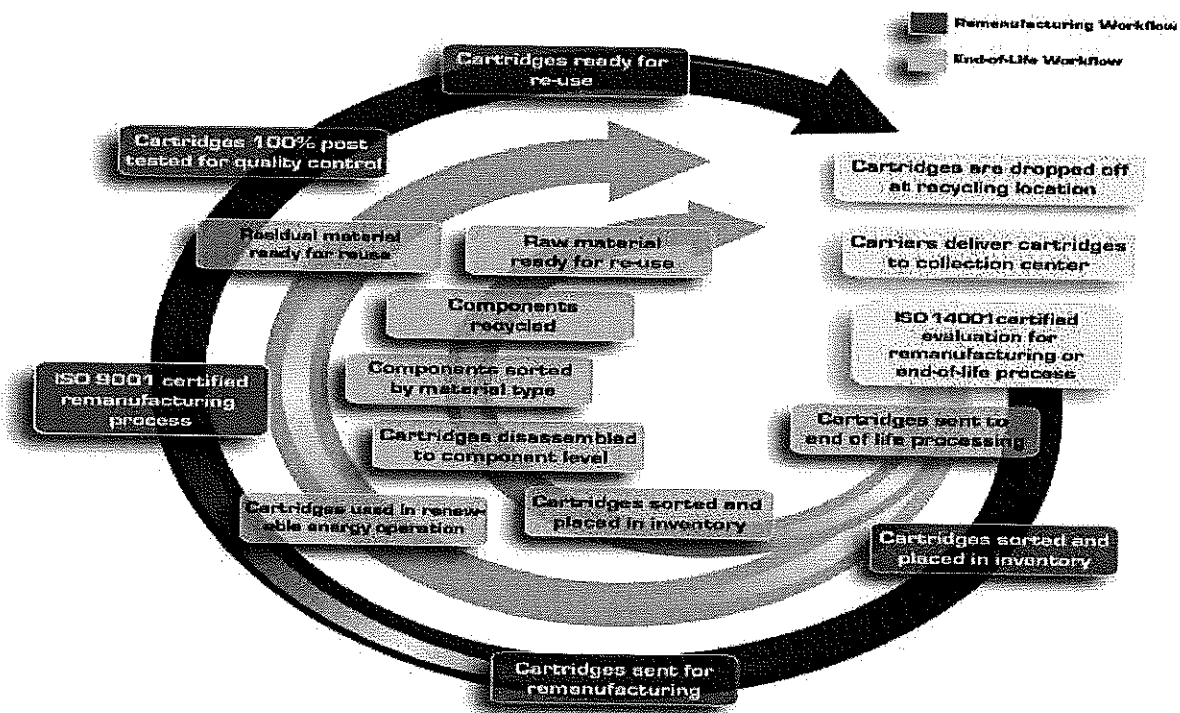 Remanufacturing Workflow
End-of-Life Workflow
Cartridges ready for
re-use
Cartridges 100% post
tested for quality control
Cartridges are dropped off
at recycling location
Residual material
ready for reuse
Raw material
ready for re-use
Carriers deliver cartridges
to collection center
Components
recycled
ISO 14001certified
evaluation for
remanufacturing or
end-of-life process
ISO 9001 certified
remanufacturing
process
Components sorted
by material type
Cartridges sent to
end of life processing
Cartridges disassembled
to component level
Cartridges used in renew-
able energy operation
Cartridges sorted and
placed in inventory
Cartridges sorted and
placed in inventory
Cartridges sent for
remanufacturing